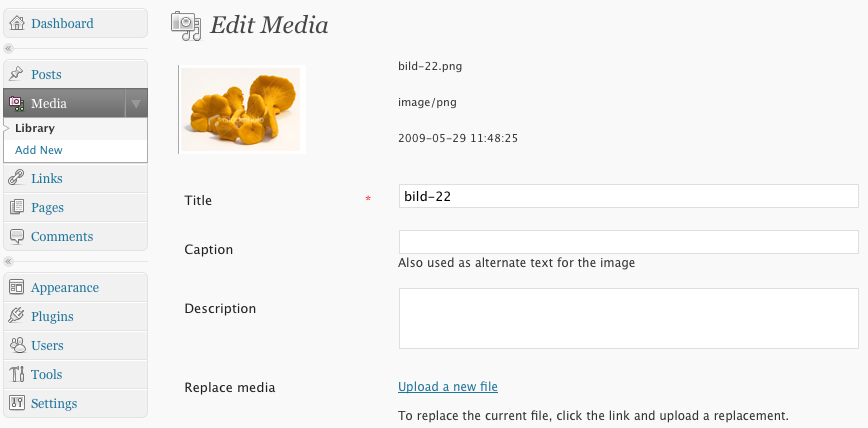 Dashboard
Posts
Media
Library
Add New
Links
Pages
Comments
Appearance
Plugins
Users
Tools
Settings
Edit Media
bild-22.png
image/png
2009-05-29 11:48:25
Title *
bild-22
Caption
Also used as alternate text for the image
Description
Replace media
Upload a new file
To replace the current file, click the link and upload a replacement.